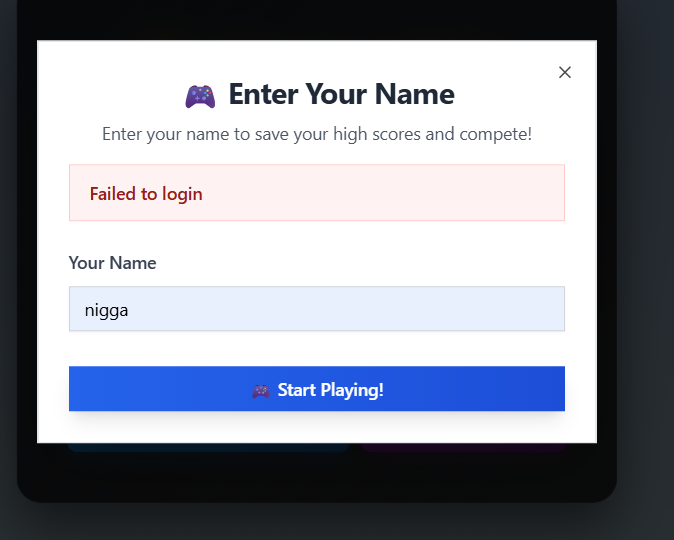 🎮 Enter Your Name
Enter your name to save your high scores and compete!
Failed to login
Your Name
nigga
🎮 Start Playing!